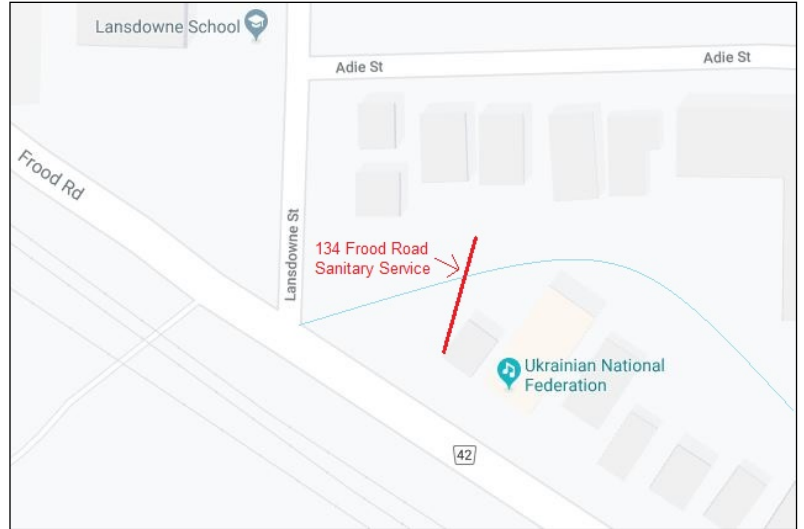 Lansdowne School
Adie St
Adie St
Frood Rd
Lansdowne St
134 Frood Road
Sanitary Service
Ukrainian National
Federation
42